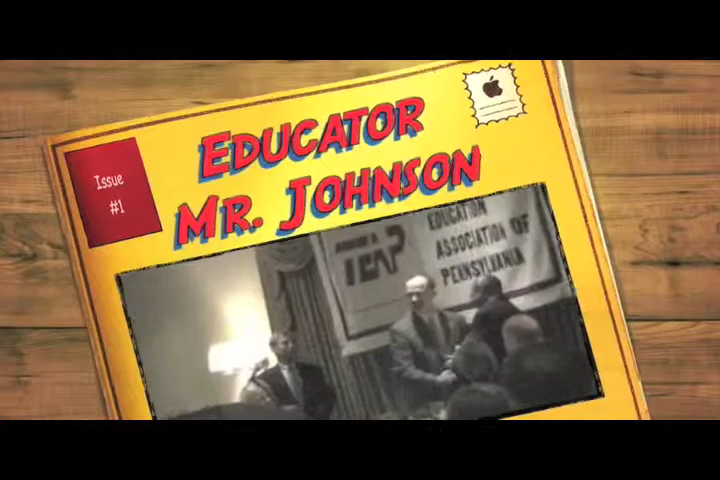 Issue
#1
EDUCATOR
MR. JOHNSON
EDUCATION
ASSOCIATION OF
PENNSYLVANIA